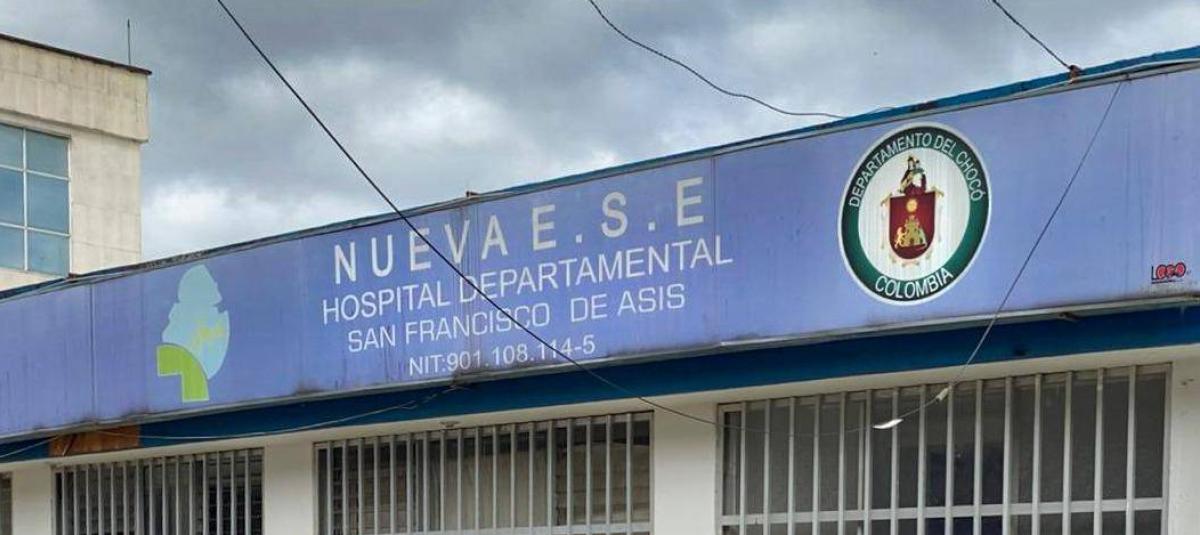 NUEVA E.S.E
HOSPITAL DEPARTAMENTAL
SAN FRANCISCO DE ASIS
NIT:901.108.114-5
DEPARTAMENTO DEL CHOCÓ
COLOMBIA